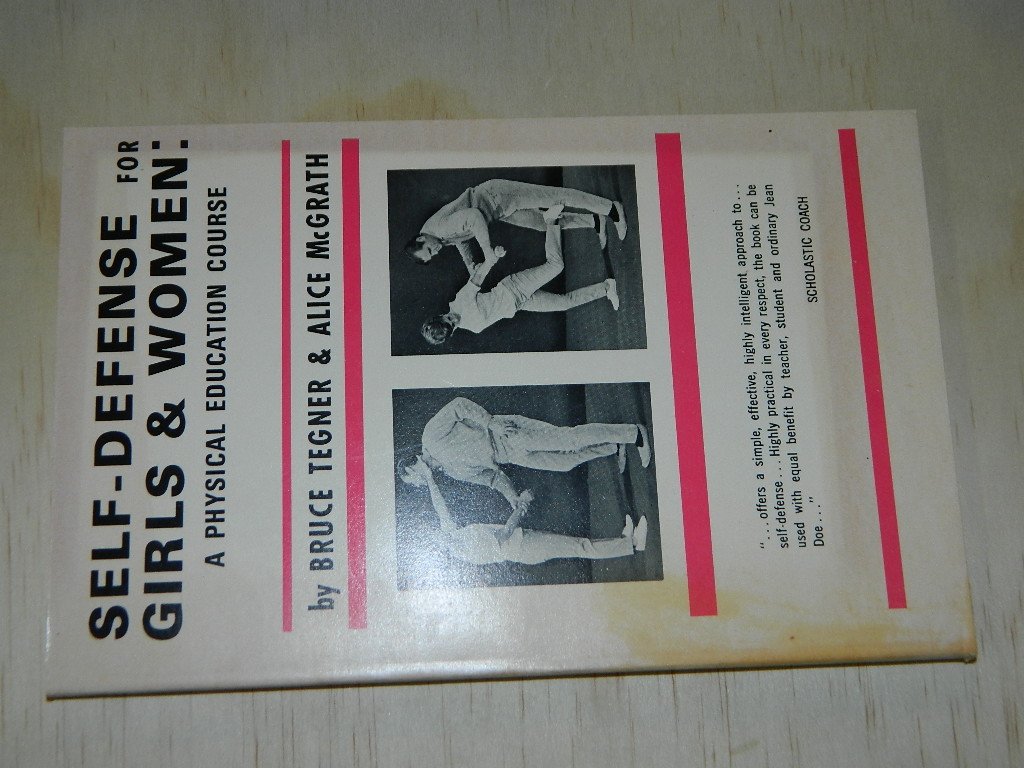 SELF-DEFENSE FOR
GIRLS & WOMEN:
A PHYSICAL EDUCATION COURSE
by BRUCE TEGNER & ALICE McGRATH
"...offers a simple, effective, highly intelligent approach to...
self-defense...Highly practical in every respect, the book can be
used with equal benefit by teacher, student and ordinary Jean
Doe..."
SCHOLASTIC COACH